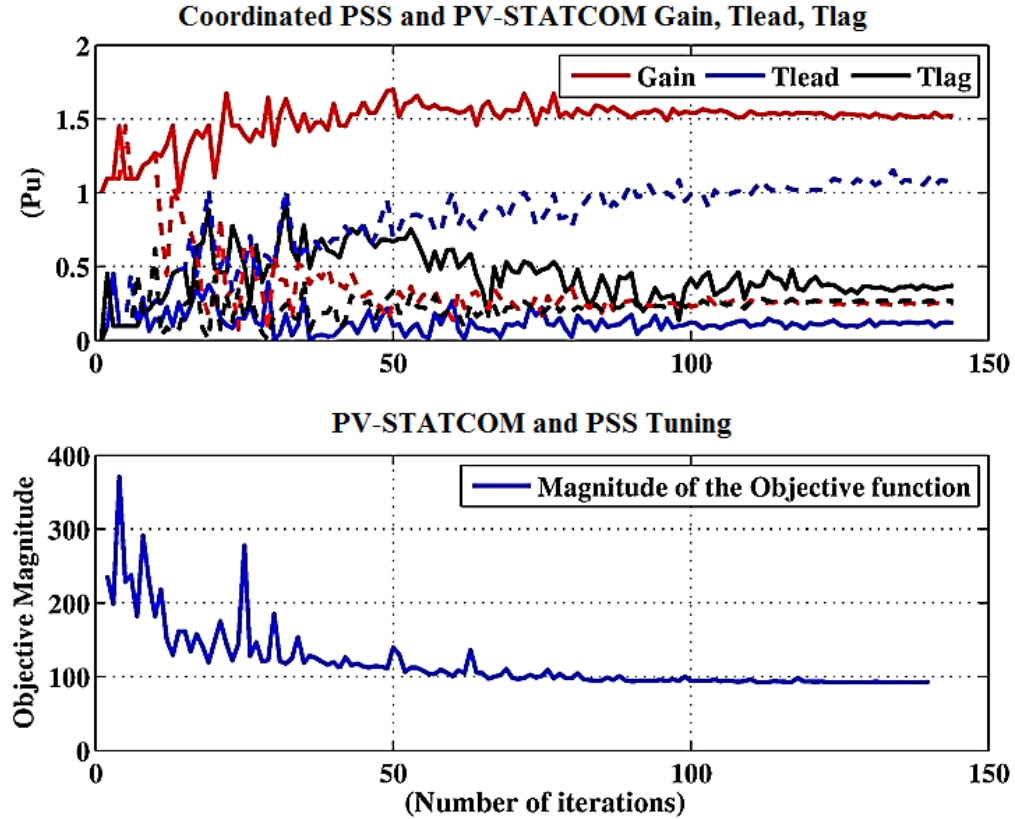 Coordinated PSS and PV-STATCOM Gain, Tlead, Tlag
2
1.5
1
0.5
0
(Pu)
Gain Tlead Tlag
0 50 100 150
PV-STATCOM and PSS Tuning
400
300
200
100
0
Objective Magnitude
Magnitude of the Objective function
0 50 100 150
(Number of iterations)